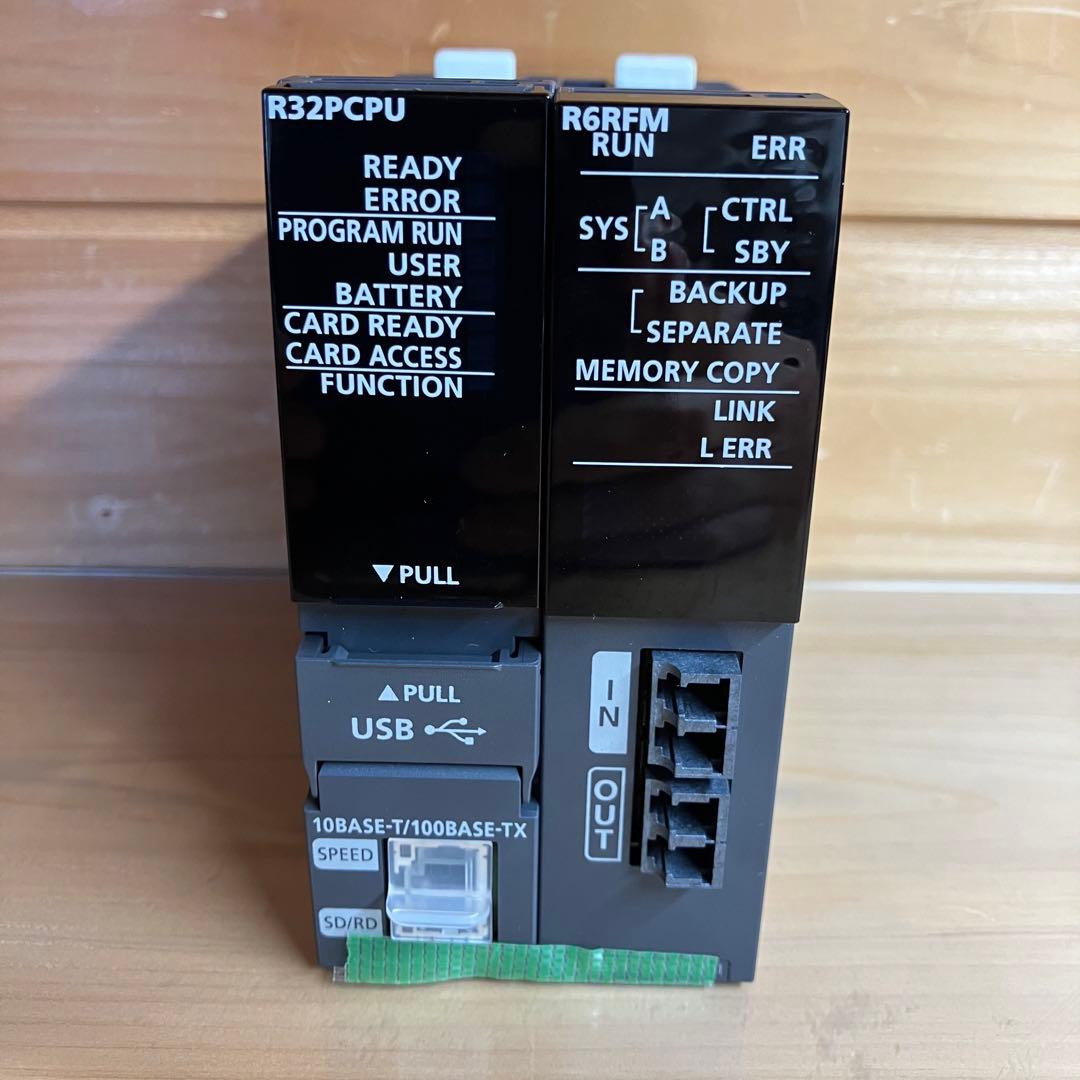 R32PCPU
READY
ERROR
PROGRAM RUN
USER
BATTERY
CARD READY
CARD ACCESS
FUNCTION
▼PULL
▲PULL
USB
10BASE-T/100BASE-TX
SPEED
SD/RD
R6RFM
RUN ERR
SYS A CTRL
B SBY
BACKUP
SEPARATE
MEMORY COPY
LINK
L ERR
IN
OUT